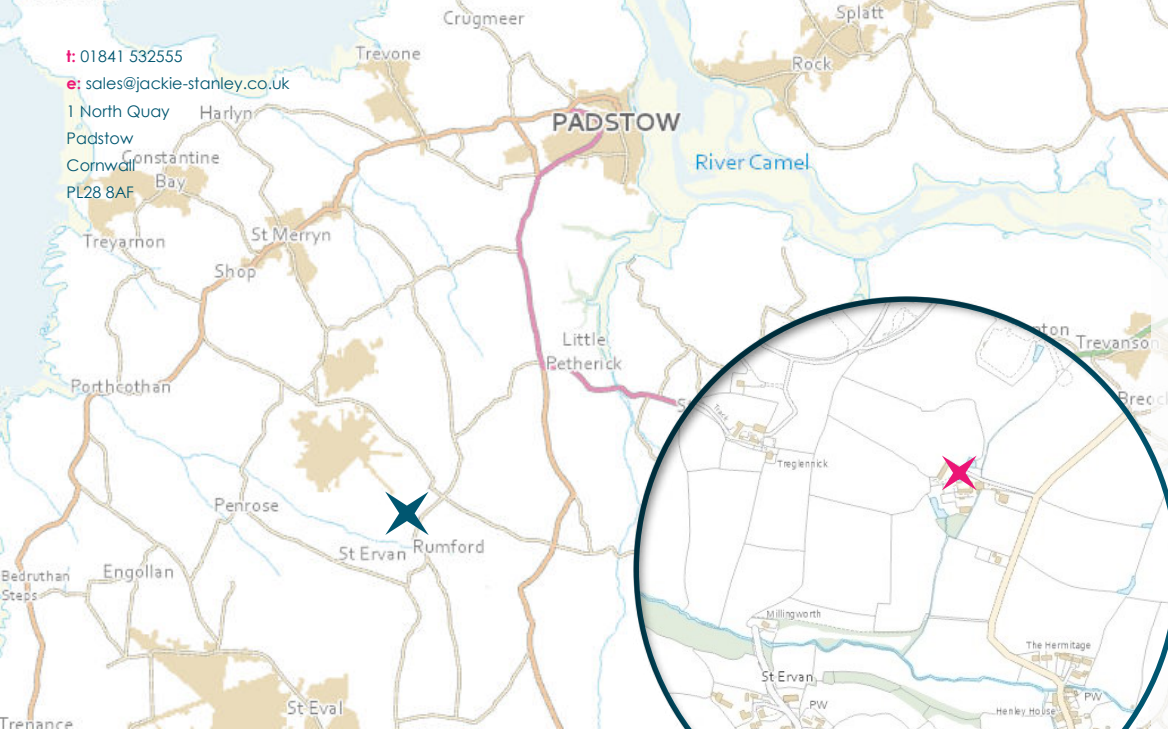 Crugmeer
Splatt
Trevone
t: 01841 532555
Rock
e: sales@jackie-stanley.co.uk
1 North Quay
Harlyn
PADSTOW
Padstow
Cornwall
Constantine
Bay
River Camel
PL28 8AF
Treyarnon
St Merryn
Shop
Little
Petherick
Trevanson
Porthcothan
Treglennick
Track
Penrose
St Ervan
Rumford
Bedruthan
Steps
Engollan
Millingworth
The Hermitage
St Ervan
PW
PW
Henley House
St Eval
Trenance